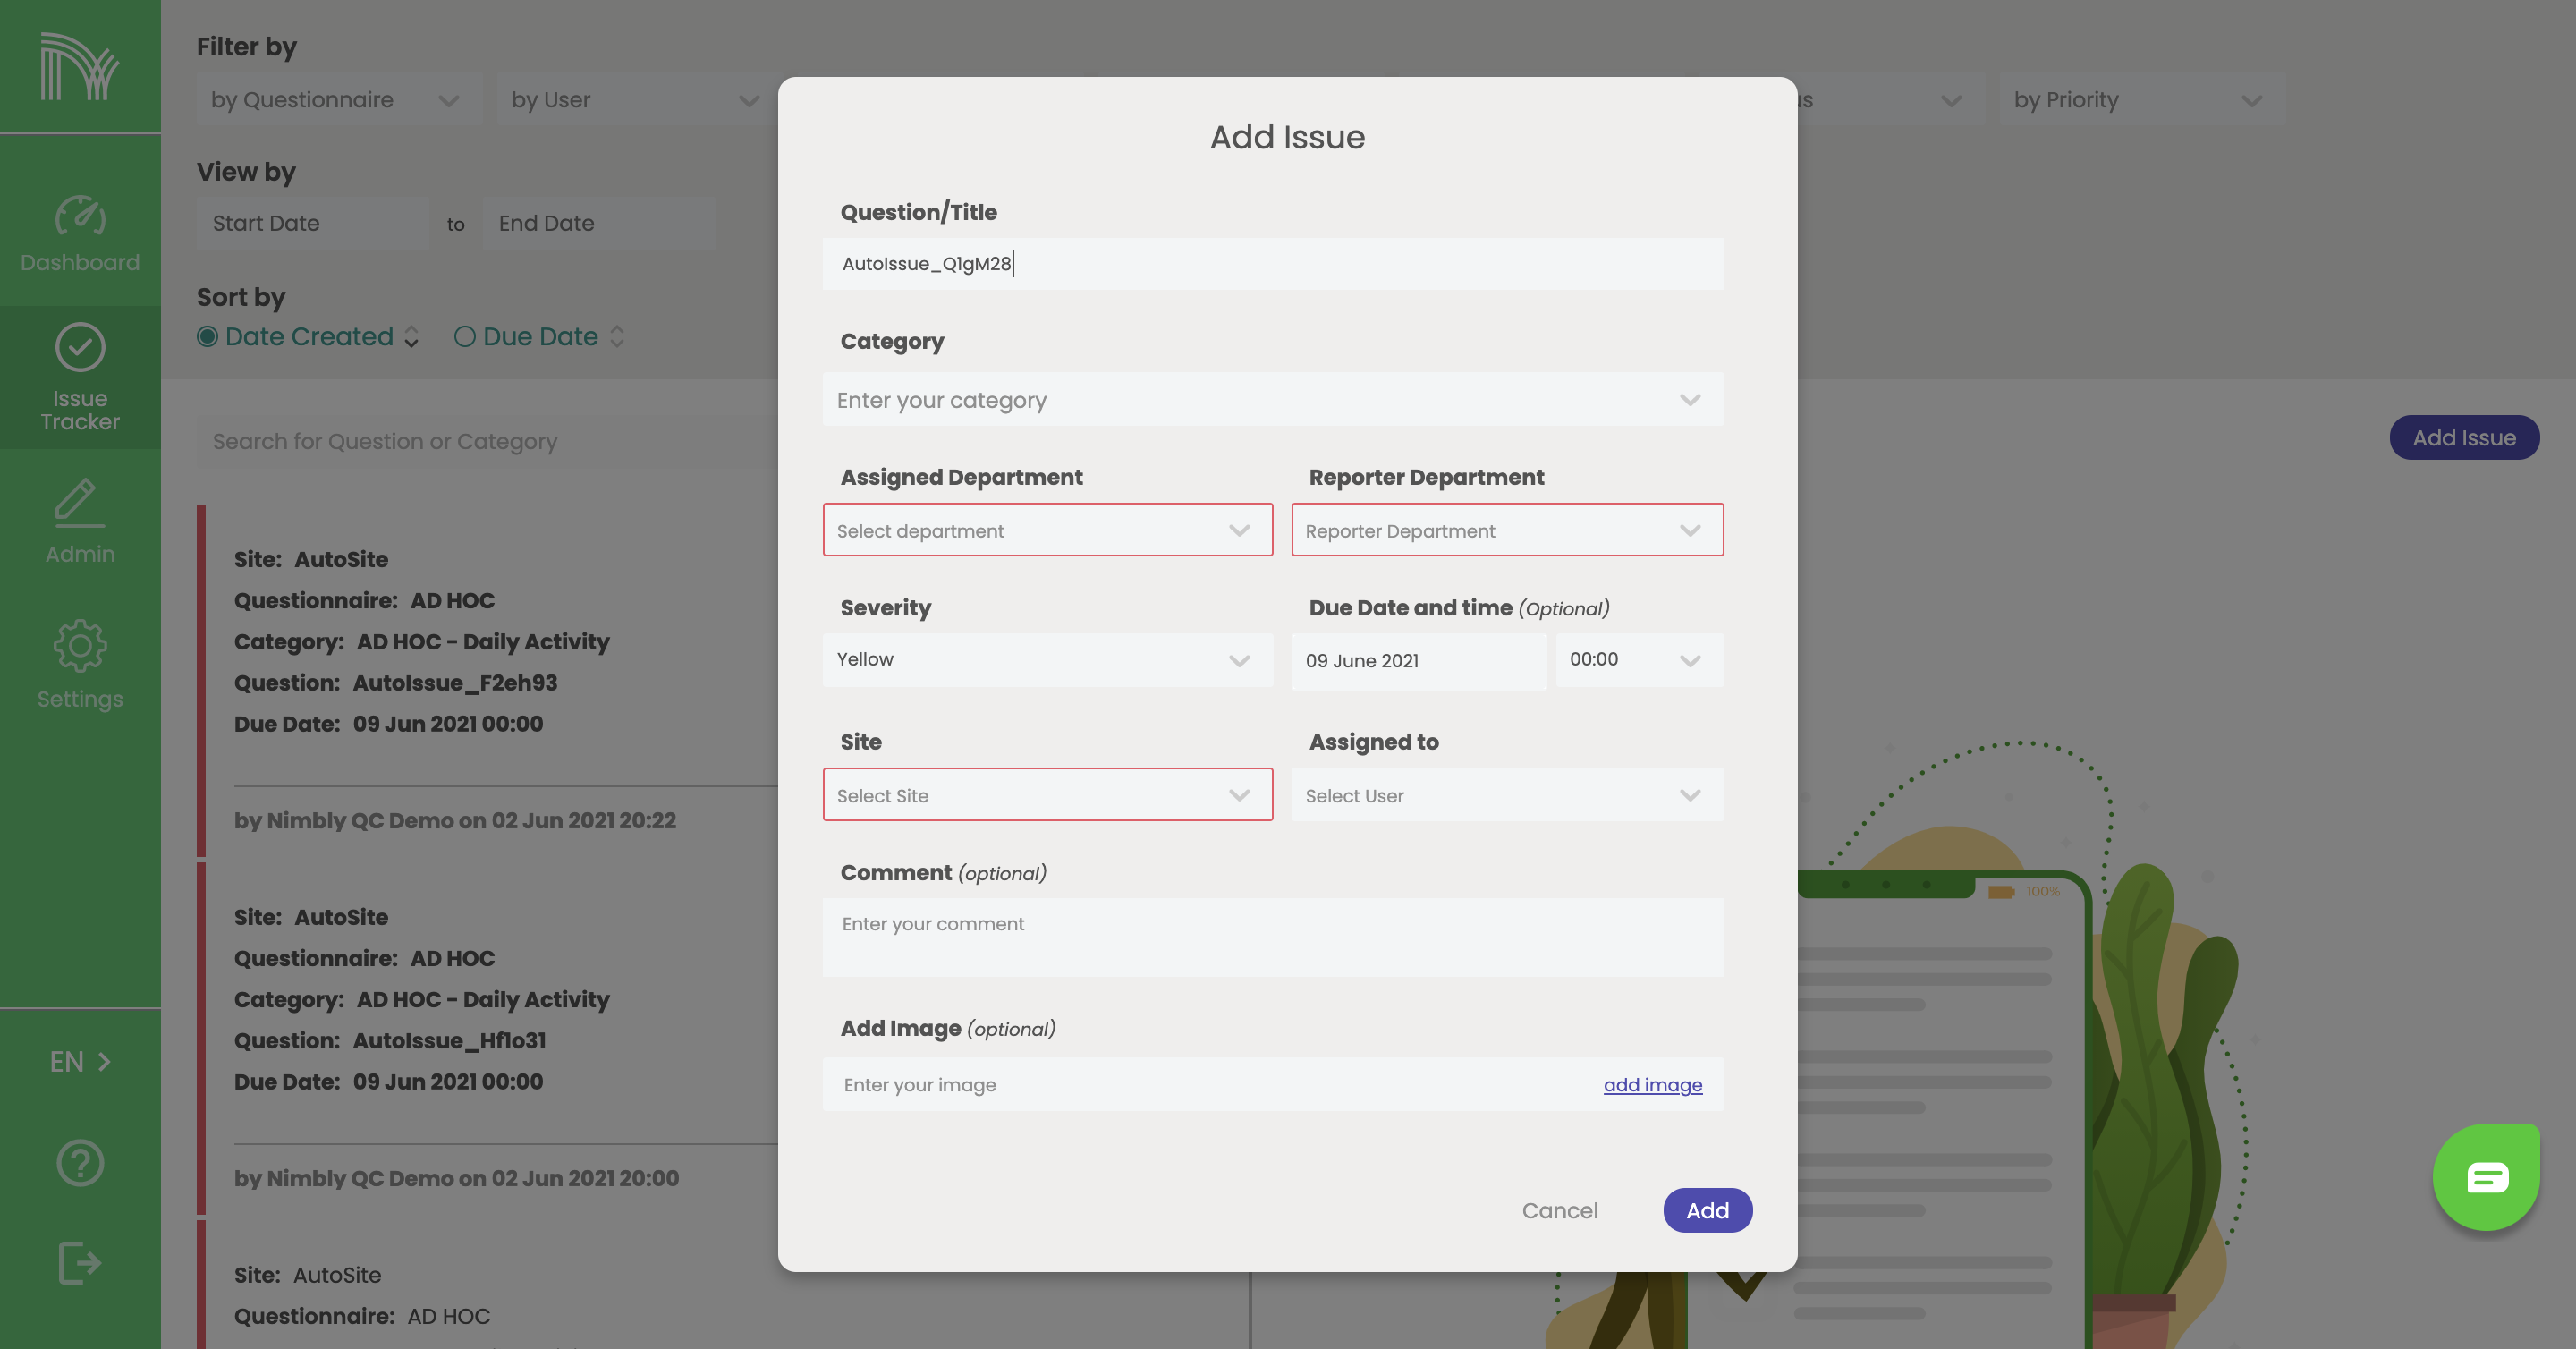 Filter by
by Questionnaire
by User
us
by Priority
View by
Start Date to End Date
Sort by
Date Created
Due Date
Search for Question or Category
Add Issue
Dashboard
Issue
Tracker
Admin
Settings
EN
Site: AutoSite
Questionnaire: AD HOC
Category: AD HOC - Daily Activity
Question: AutoIssue_F2eh93
Due Date: 09 Jun 2021 00:00
by Nimbly QC Demo on 02 Jun 2021 20:22
Site: AutoSite
Questionnaire: AD HOC
Category: AD HOC - Daily Activity
Question: AutoIssue_Hf1o31
Due Date: 09 Jun 2021 00:00
by Nimbly QC Demo on 02 Jun 2021 20:00
Site: AutoSite
Questionnaire: AD HOC
Add Issue
Question/Title
AutoIssue_Q1gM28
Category
Enter your category
Assigned Department
Reporter Department
Select department
Reporter Department
Severity
Due Date and time (Optional)
Yellow
09 June 2021
00:00
Site
Assigned to
Select Site
Select User
Comment (optional)
Enter your comment
Add Image (optional)
Enter your image
add image
Cancel
Add
100%